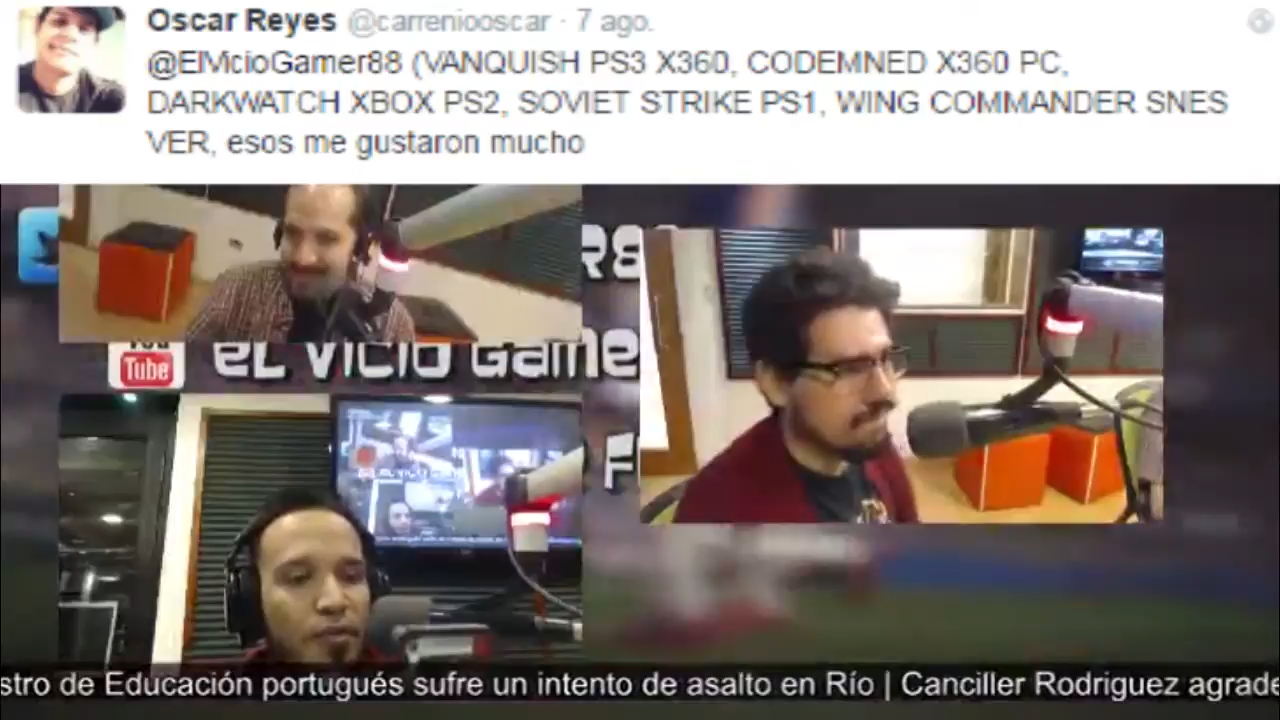 Oscar Reyes @carreniooscar · 7 ago.
@ElVicioGamer88 (VANQUISH PS3 X360, CODEMNED X360 PC,
DARKWATCH XBOX PS2, SOVIET STRIKE PS1, WING COMMANDER SNES
VER, esos me gustaron mucho
R8
You
Tube
EL VICIO Game
F
stro de Educación portugués sufre un intento de asalto en Río | Canciller Rodriguez agrade